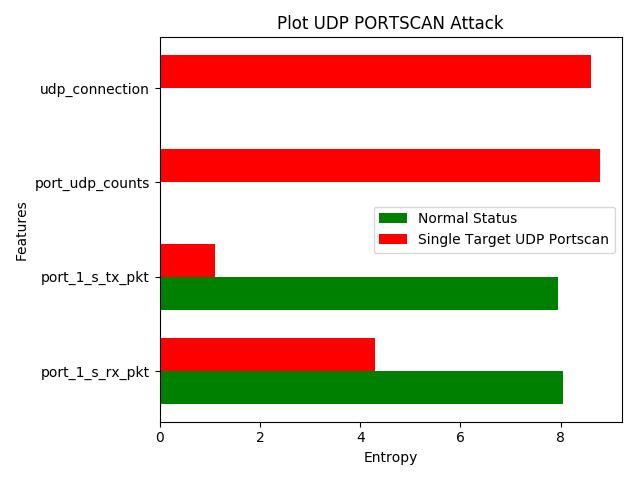 Plot UDP PORTSCAN Attack
udp_connection
port_udp_counts
port_1_s_tx_pkt
port_1_s_rx_pkt
Features
Normal Status
Single Target UDP Portscan
0 2 4 6 8
Entropy